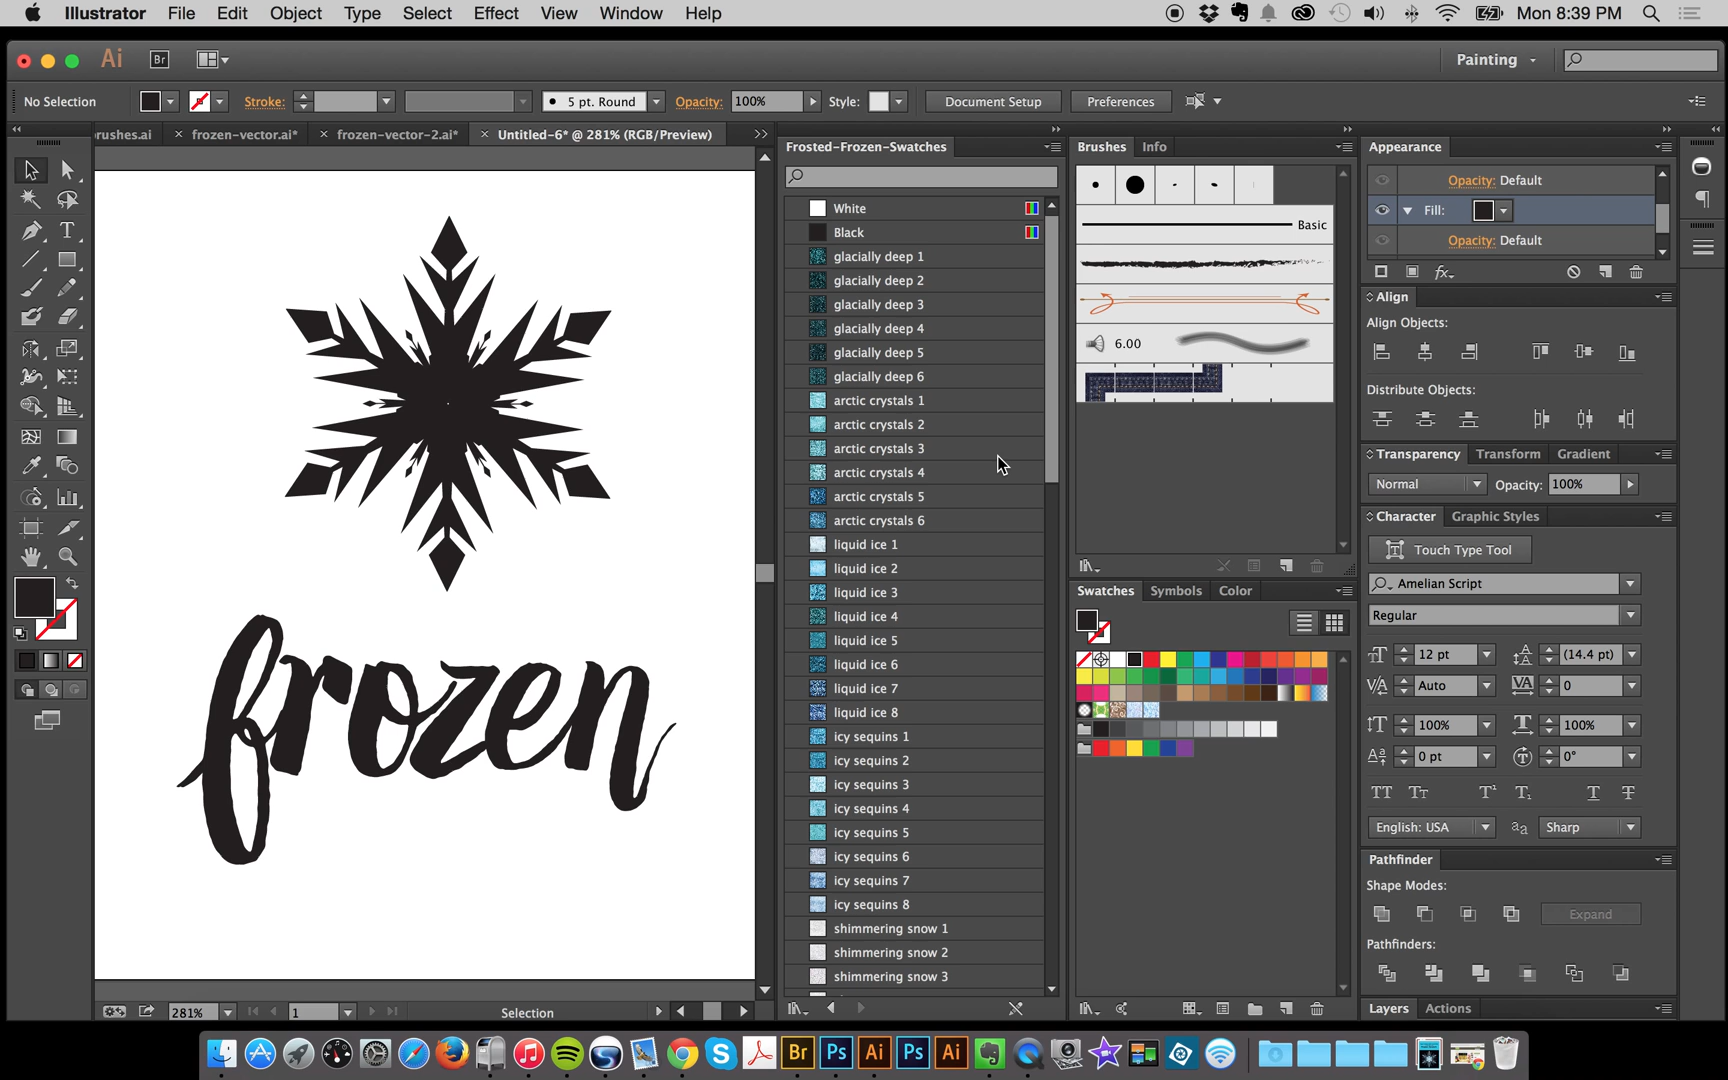 Illustrator File Edit Object Type Select Effect View Window Help Mon 8:39 PM
Ai Br Painting
No Selection Stroke: 5 pt. Round Opacity: 100% Style: Document Setup Preferences
brushes.ai frozen-vector.ai* frozen-vector-2.ai* Untitled-6* @ 281% (RGB/Preview)
frozen
281% 1 Selection
Frosted-Frozen-Swatches
White
Black
glacially deep 1
glacially deep 2
glacially deep 3
glacially deep 4
glacially deep 5
glacially deep 6
arctic crystals 1
arctic crystals 2
arctic crystals 3
arctic crystals 4
arctic crystals 5
arctic crystals 6
liquid ice 1
liquid ice 2
liquid ice 3
liquid ice 4
liquid ice 5
liquid ice 6
liquid ice 7
liquid ice 8
icy sequins 1
icy sequins 2
icy sequins 3
icy sequins 4
icy sequins 5
icy sequins 6
icy sequins 7
icy sequins 8
shimmering snow 1
shimmering snow 2
shimmering snow 3
Brushes Info
Basic
6.00
Swatches Symbols Color
Appearance
Opacity: Default
Fill:
Opacity: Default
fx
Align
Align Objects:
Distribute Objects:
Transparency Transform Gradient
Normal Opacity: 100%
Character Graphic Styles
Touch Type Tool
Amelian Script
Regular
12 pt (14.4 pt)
Auto 0
100% 100%
0 pt 0°
English: USA Sharp
Pathfinder
Shape Modes:
Expand
Pathfinders:
Layers Actions
Br Ps Ai Ps Ai